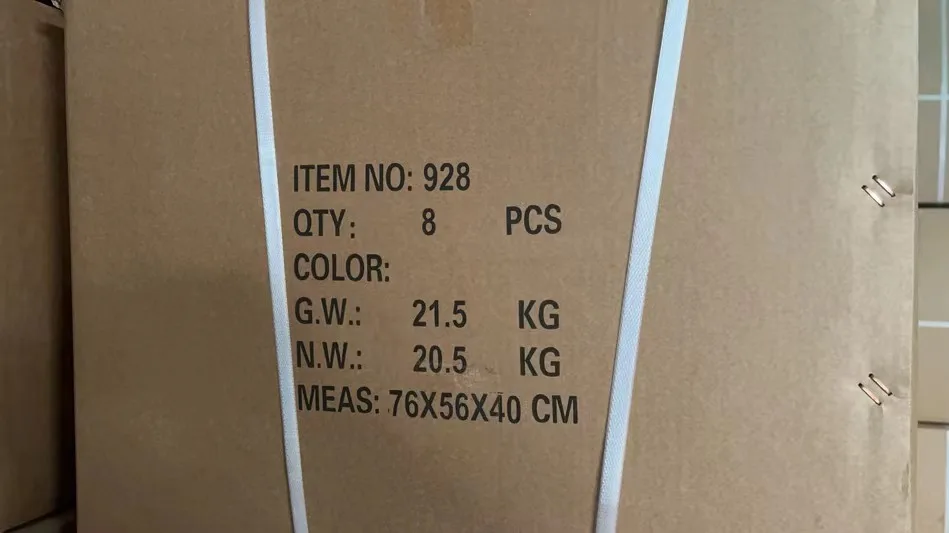 ITEM NO: 928
QTY: 8 PCS
COLOR:
G.W.: 21.5 KG
N.W.: 20.5 KG
MEAS: 76X56X40 CM